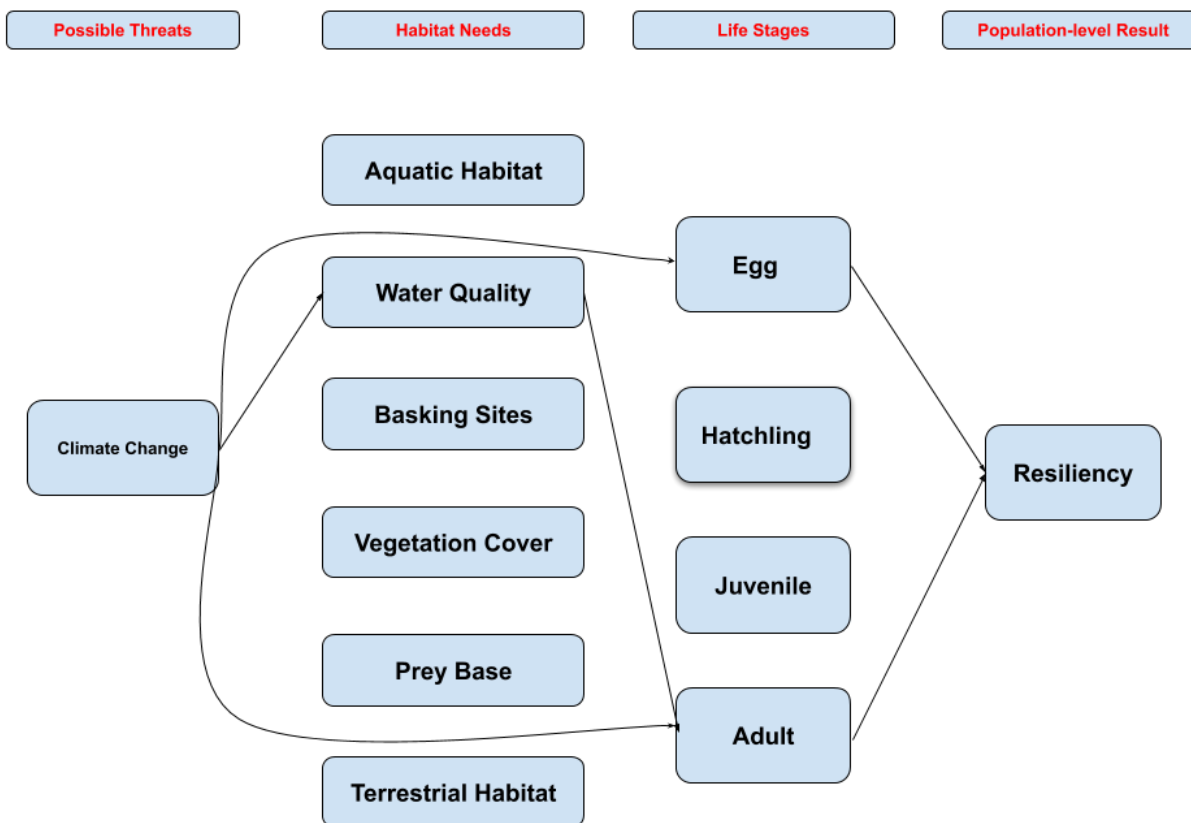 Possible Threats
Habitat Needs
Life Stages
Population-level Result
Aquatic Habitat
Water Quality
Basking Sites
Vegetation Cover
Prey Base
Terrestrial Habitat
Climate Change
Egg
Hatchling
Juvenile
Adult
Resiliency